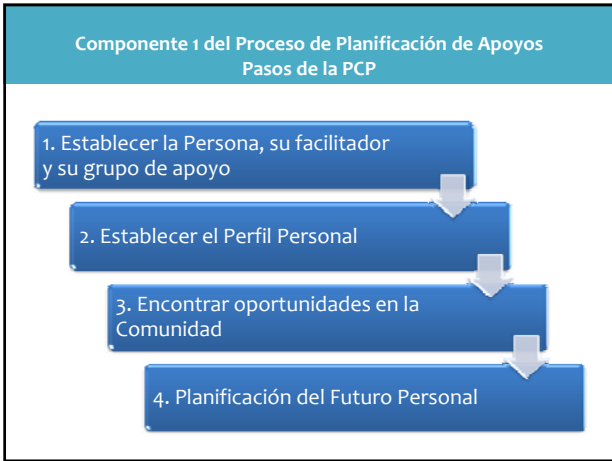 Componente 1 del Proceso de Planificación de Apoyos
Pasos de la PCP
1. Establecer la Persona, su facilitador
y su grupo de apoyo
2. Establecer el Perfil Personal
3. Encontrar oportunidades en la
Comunidad
4. Planificación del Futuro Personal